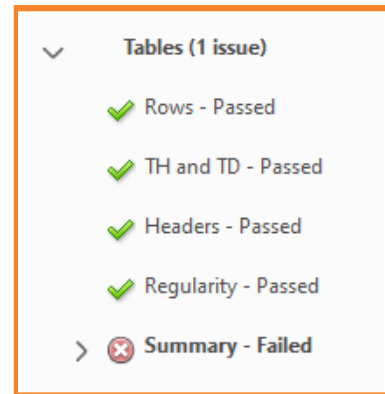 Tables (1 issue)
Rows - Passed
TH and TD - Passed
Headers - Passed
Regularity - Passed
Summary - Failed